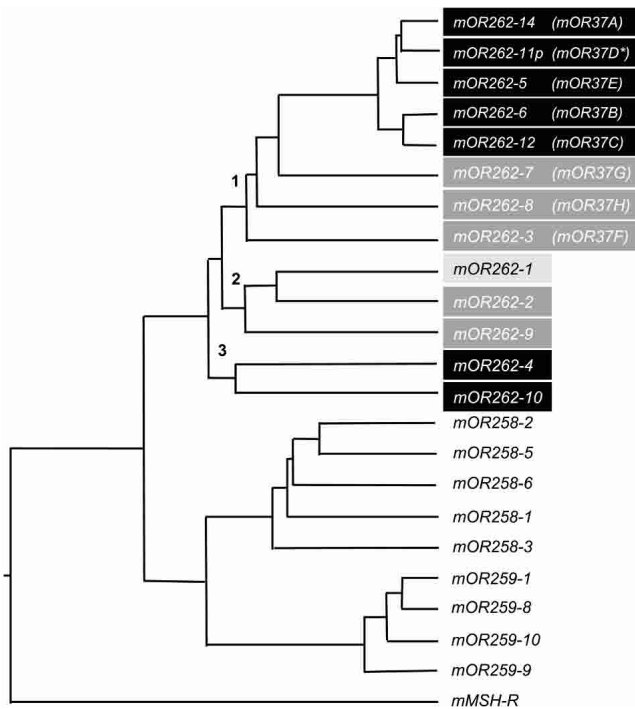 mOR262-14 (mOR37A)
mOR262-11p (mOR37D*)
mOR262-5 (mOR37E)
mOR262-6 (mOR37B)
mOR262-12 (mOR37C)
mOR262-7 (mOR37G)
1
mOR262-8 (mOR37H)
mOR262-3 (mOR37F)
mOR262-1
2
mOR262-2
mOR262-9
3
mOR262-4
mOR262-10
mOR258-2
mOR258-5
mOR258-6
mOR258-1
mOR258-3
mOR259-1
mOR259-8
mOR259-10
mOR259-9
mMSH-R